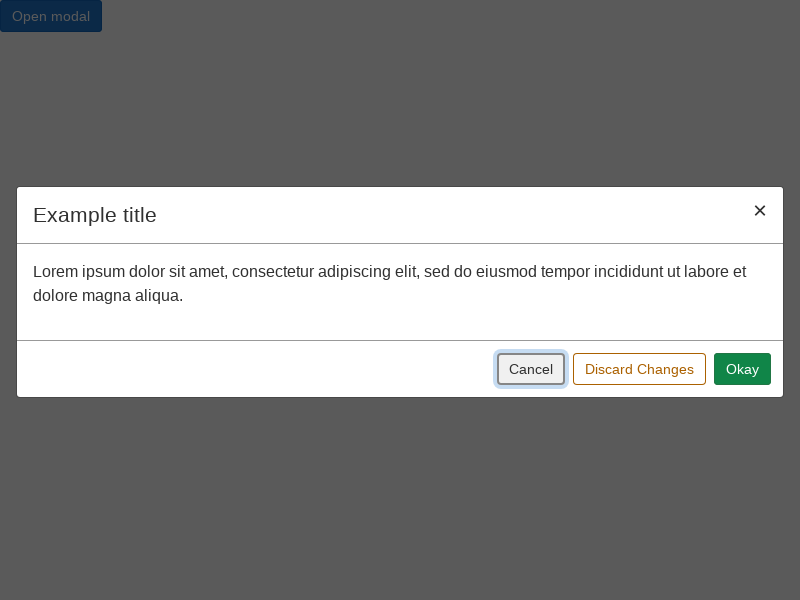 Open modal
Example title
×
Lorem ipsum dolor sit amet, consectetur adipiscing elit, sed do eiusmod tempor incididunt ut labore et
dolore magna aliqua.
Cancel Discard Changes Okay